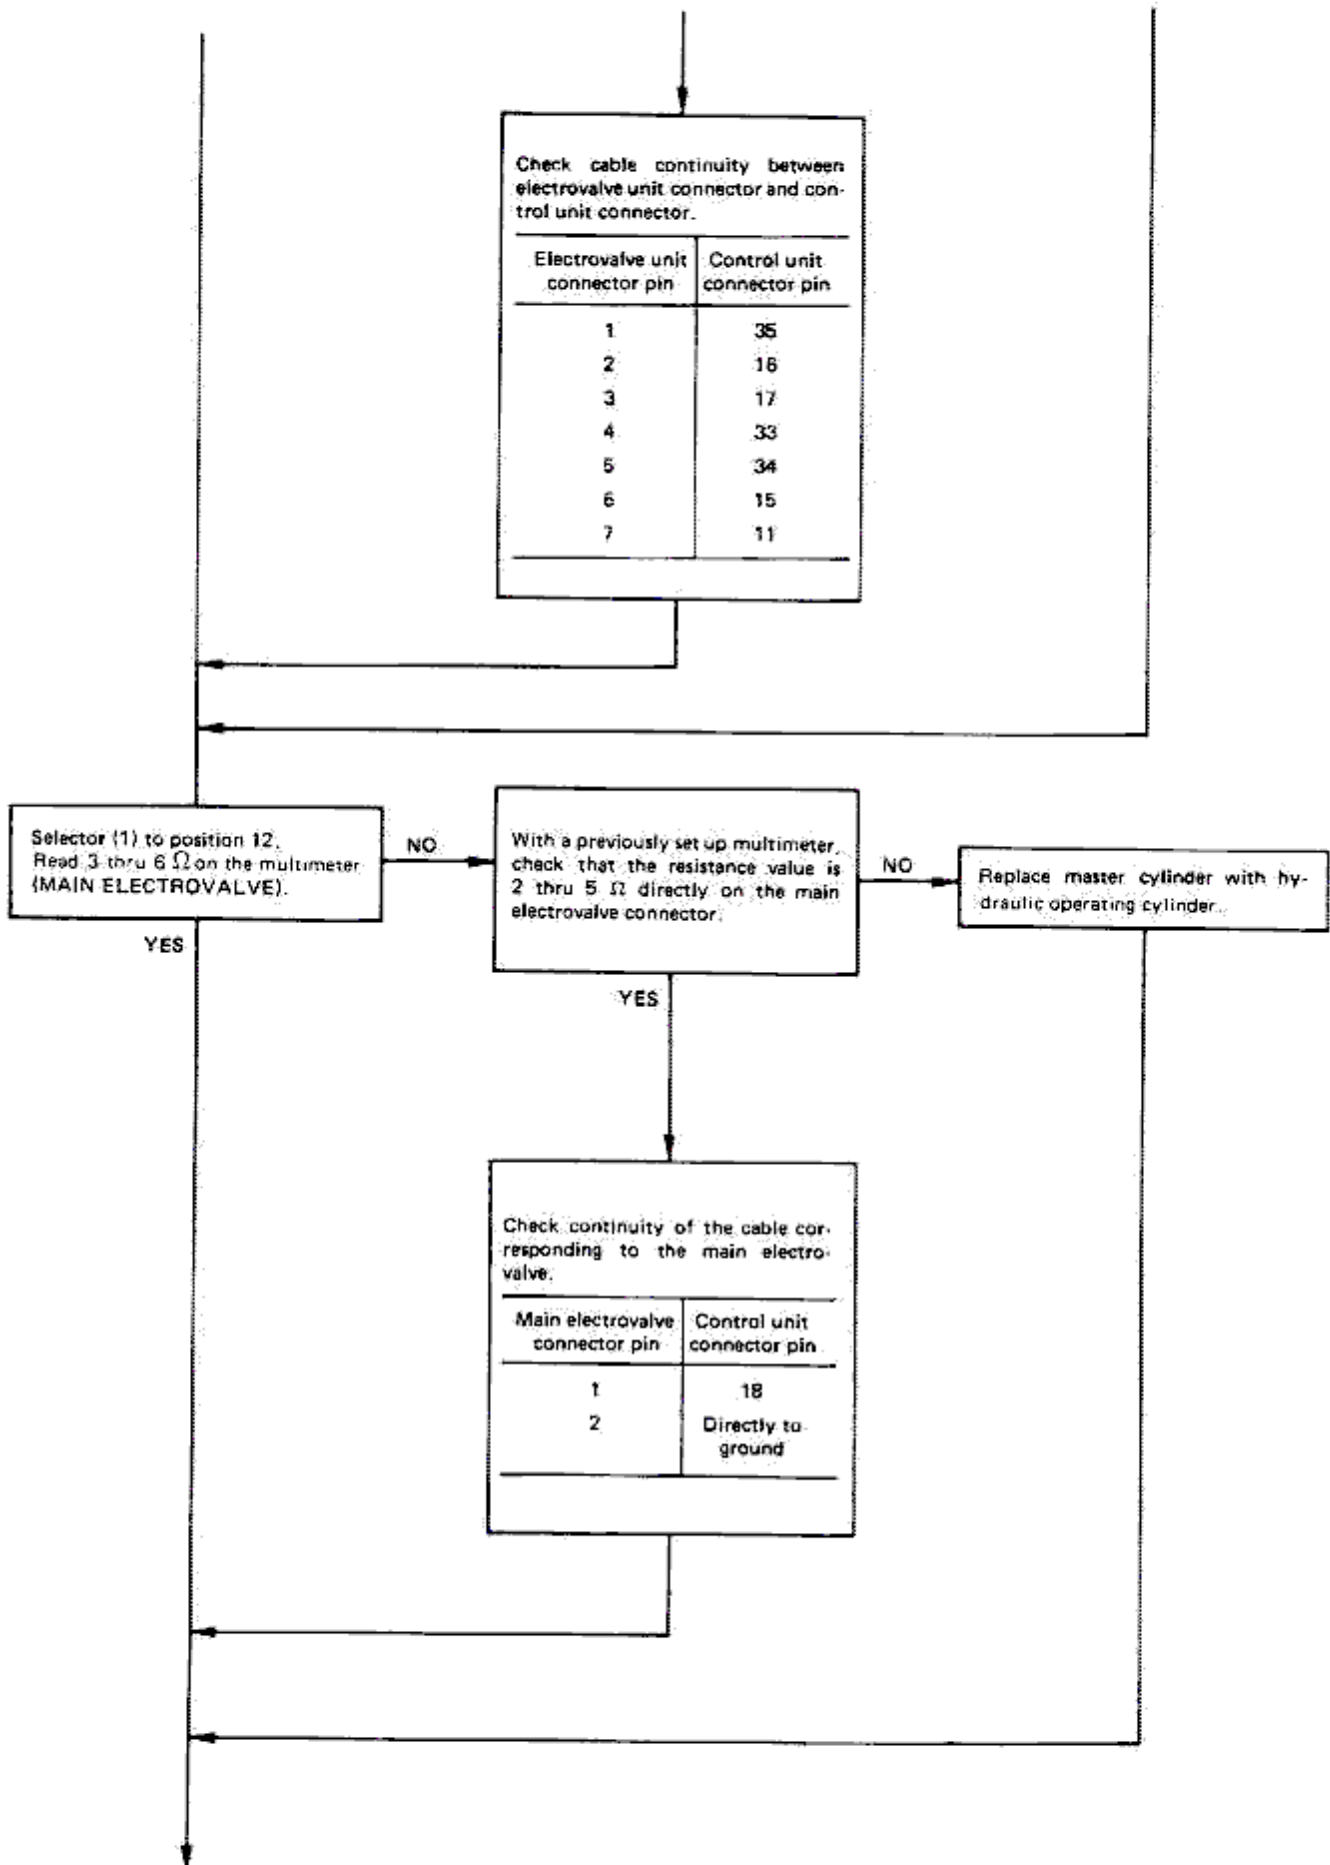 Check cable continuity between
electrovalve unit connector and con-
trol unit connector.
Electrovalve unit Control unit
connector pin connector pin
1 35
2 16
3 17
4 33
5 34
6 15
7 11
Selector (1) to position 12.
Read 3 thru 6 Ω on the multimeter
(MAIN ELECTROVALVE).
NO
With a previously set up multimeter,
check that the resistance value is
2 thru 5 Ω directly on the main
electrovalve connector.
NO
Replace master cylinder with hy-
draulic operating cylinder.
YES
YES
Check continuity of the cable cor-
responding to the main electro-
valve.
Main electrovalve Control unit
connector pin connector pin
1 18
2 Directly to
ground